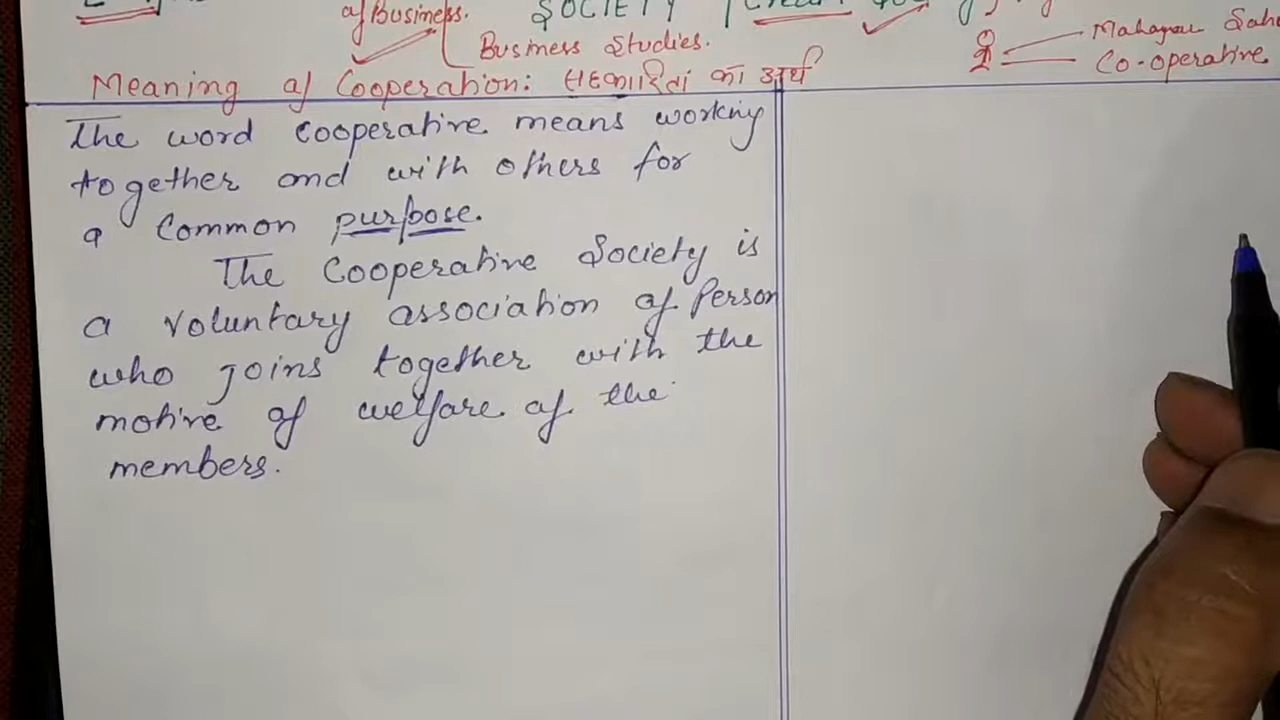 of Business.
SOCIETY
Business Studies.
Co-operative
Meaning of Cooperation: सहकारिता का अर्थ
The word cooperative means working
together and with others for
a common purpose.
The Cooperative Society is
a voluntary association of Person
who joins together with the
motive of welfare of the
members.